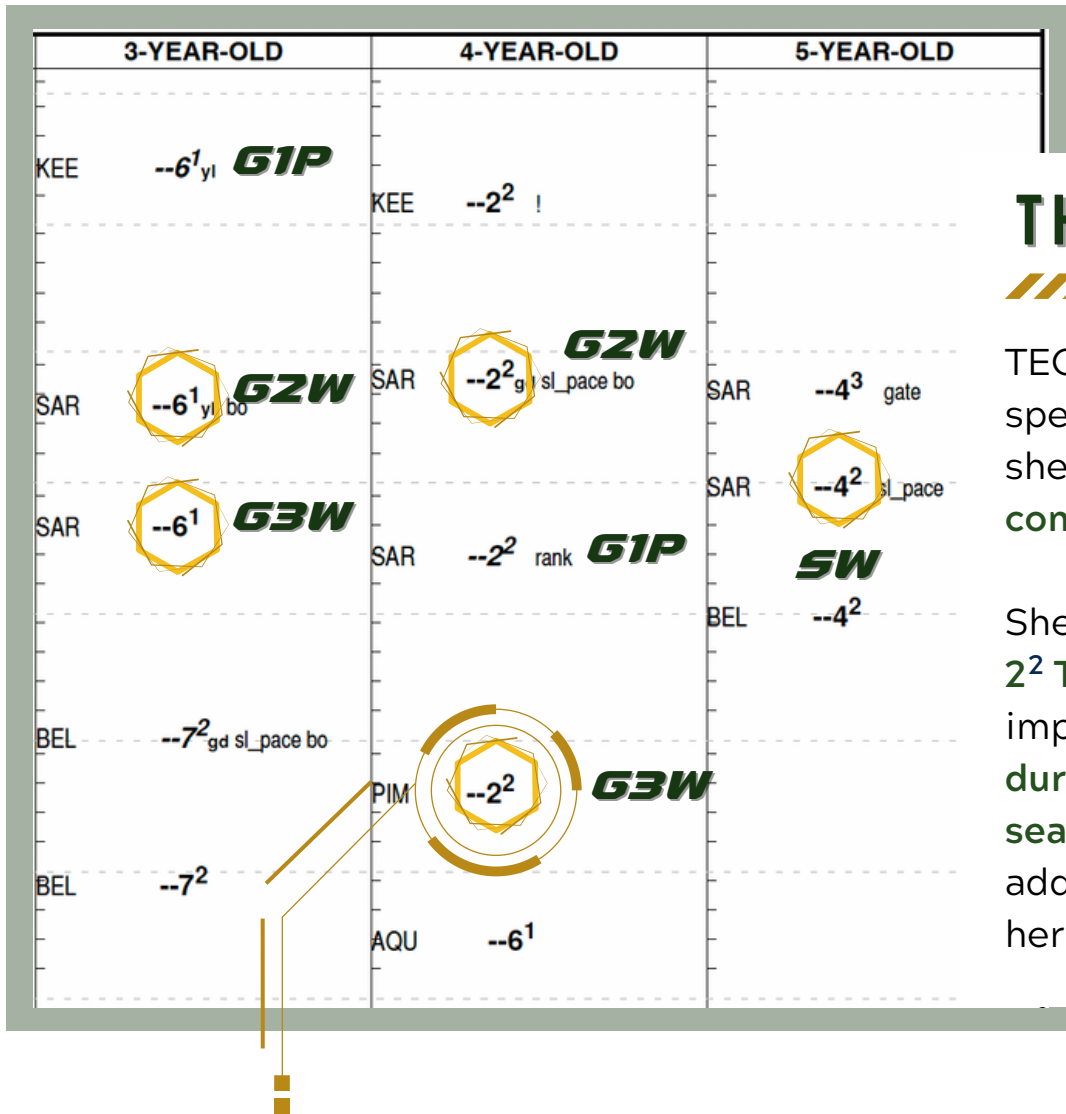 3-YEAR-OLD
KEE --6¹yl G1P
SAR --6¹yl bo G2W
SAR --6¹ G3W
BEL --7²gd sl_pace bo
BEL --7²
4-YEAR-OLD
KEE --2² !
SAR --2²gd sl_pace bo G2W
SAR --2² rank G1P
PIM --2² G3W
AQU --6¹
5-YEAR-OLD
SAR --4³ gate
SAR --4² sl_pace
SW
BEL --4²
TH
TEC
spe
she
con
She
2² T
imp
dur
sea
add
her